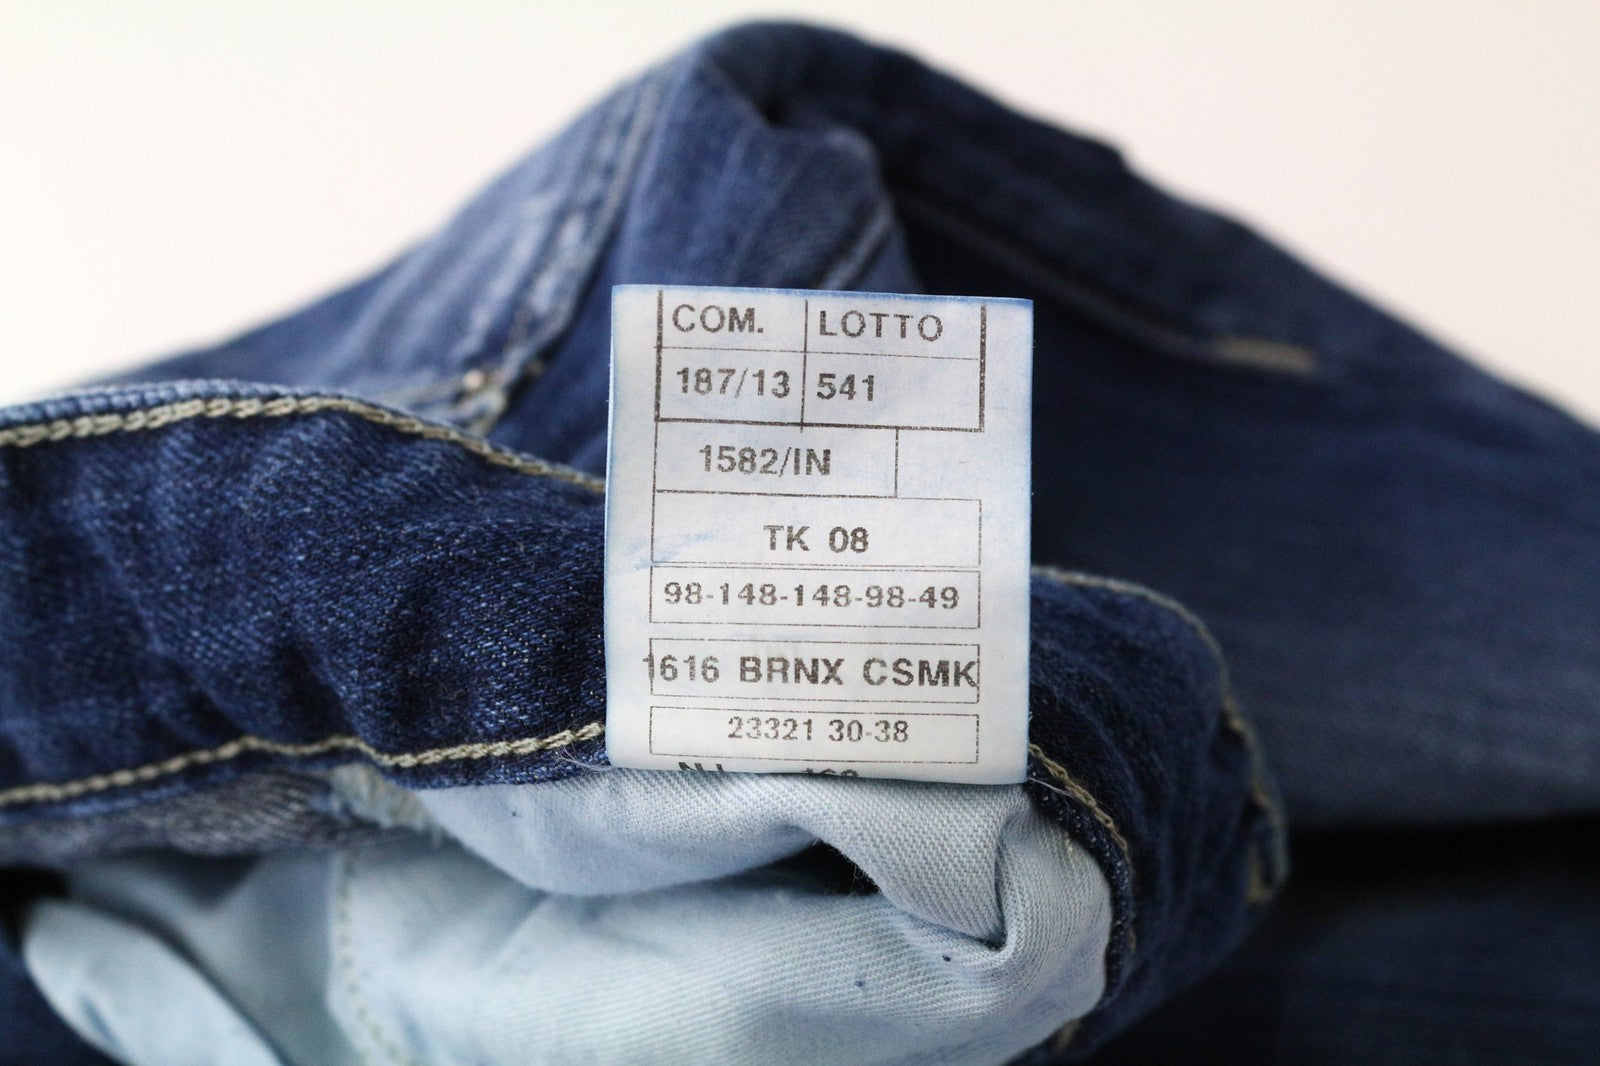 COM. LOTTO
187/13 541
1582/IN
TK 08
98-148-148-98-49
1616 BRNX CSMK
23321 30-38